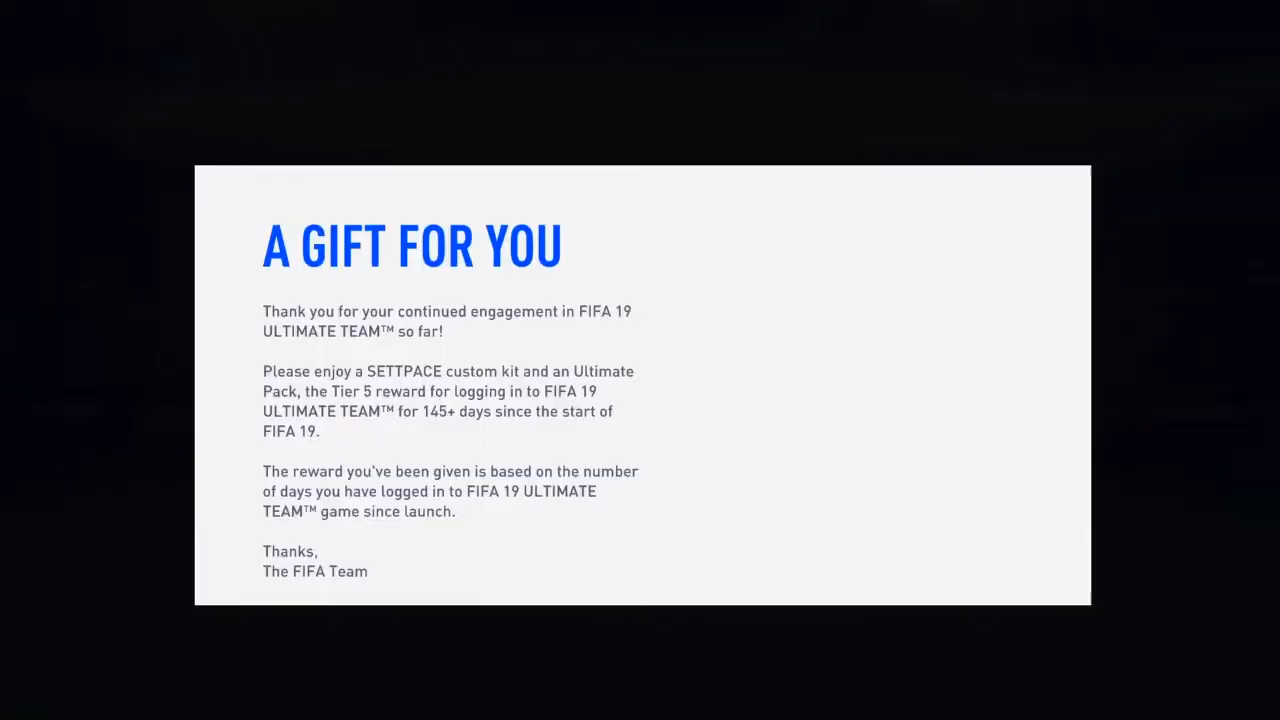 A GIFT FOR YOU
Thank you for your continued engagement in FIFA 19
ULTIMATE TEAM™ so far!
Please enjoy a SETTPACE custom kit and an Ultimate
Pack, the Tier 5 reward for logging in to FIFA 19
ULTIMATE TEAM™ for 145+ days since the start of
FIFA 19.
The reward you've been given is based on the number
of days you have logged in to FIFA 19 ULTIMATE
TEAM™ game since launch.
Thanks,
The FIFA Team